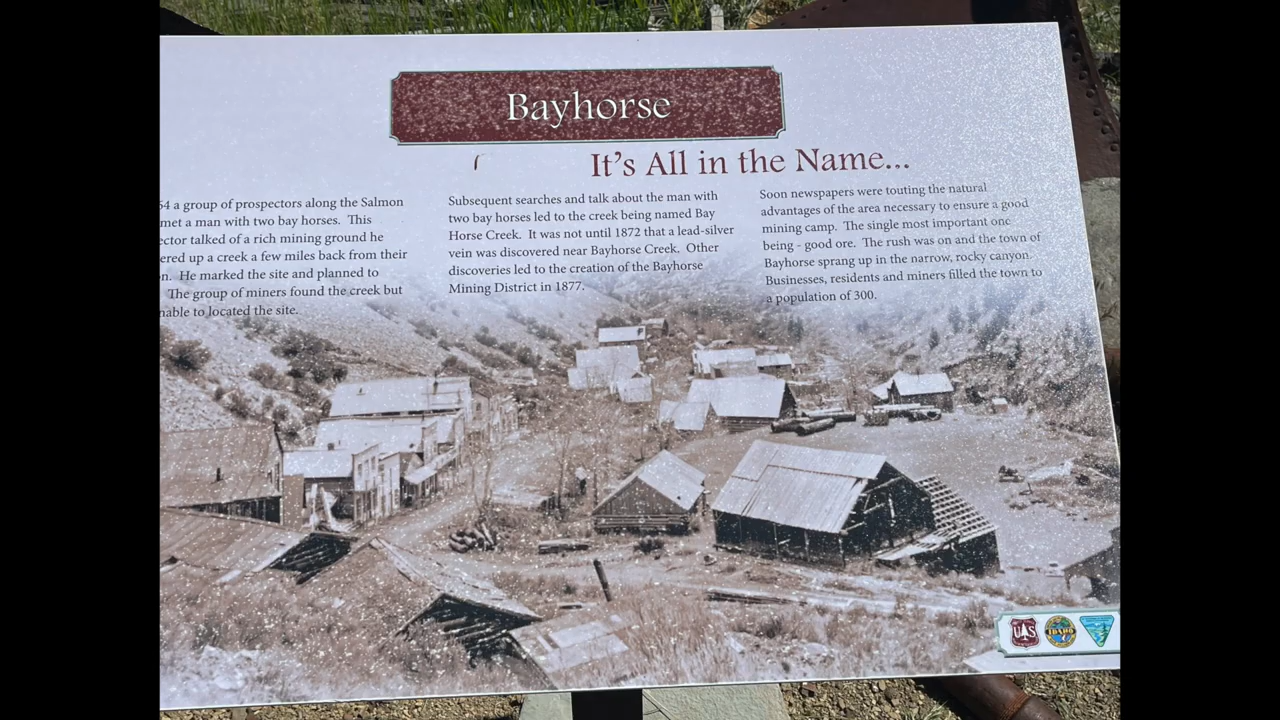 Bayhorse
It's All in the Name...
64 a group of prospectors along the Salmon
met a man with two bay horses. This
ector talked of a rich mining ground he
ered up a creek a few miles back from their
n. He marked the site and planned to
The group of miners found the creek but
nable to located the site.
Subsequent searches and talk about the man with
two bay horses led to the creek being named Bay
Horse Creek. It was not until 1872 that a lead-silver
vein was discovered near Bayhorse Creek. Other
discoveries led to the creation of the Bayhorse
Mining District in 1877.
Soon newspapers were touting the natural
advantages of the area necessary to ensure a good
mining camp. The single most important one
being - good ore. The rush was on and the town of
Bayhorse sprang up in the narrow, rocky canyon.
Businesses, residents and miners filled the town to
a population of 300.
UAS
IDAHO